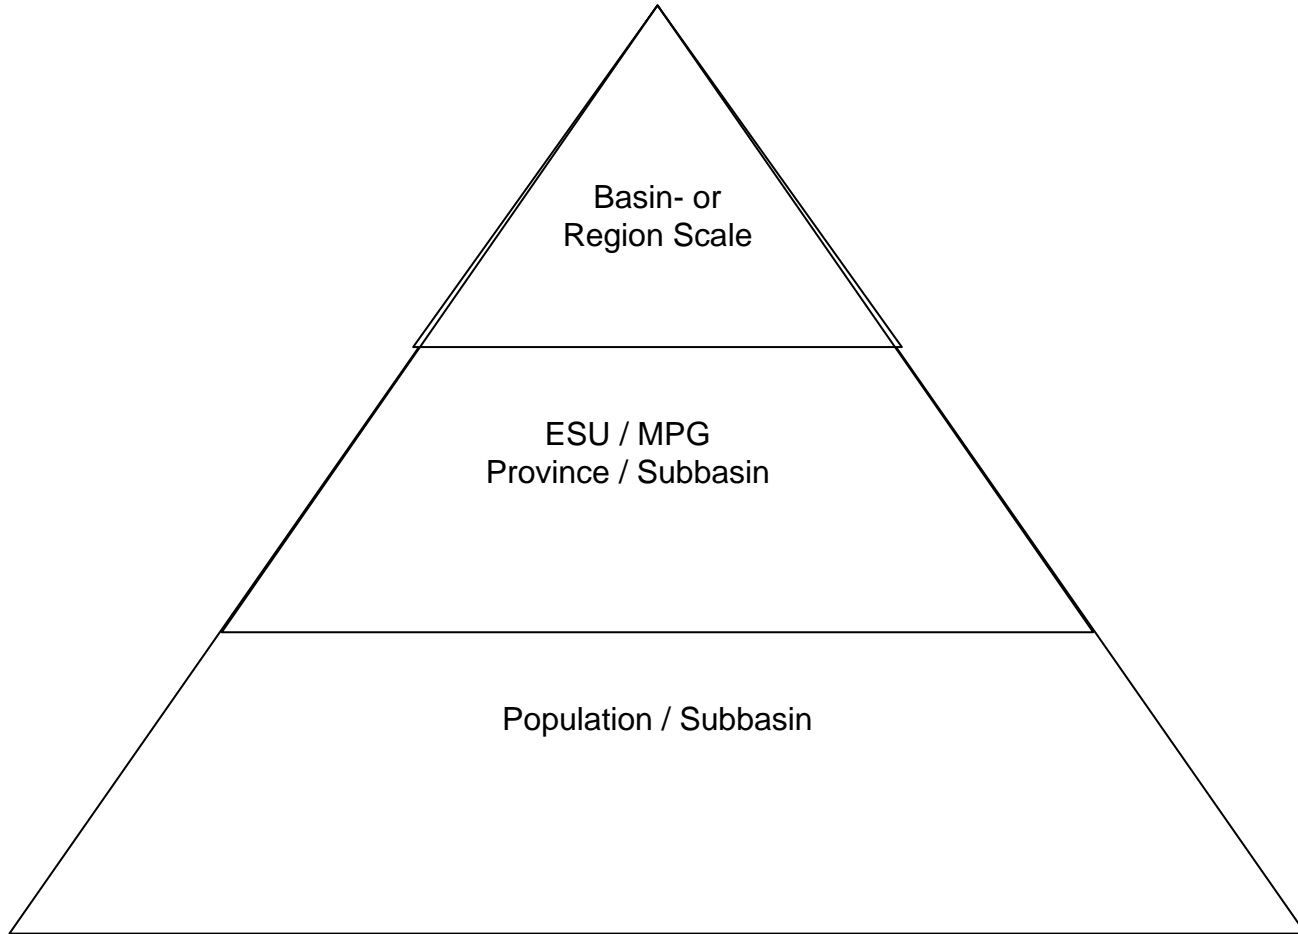 Basin- or
Region Scale
ESU / MPG
Province / Subbasin
Population / Subbasin